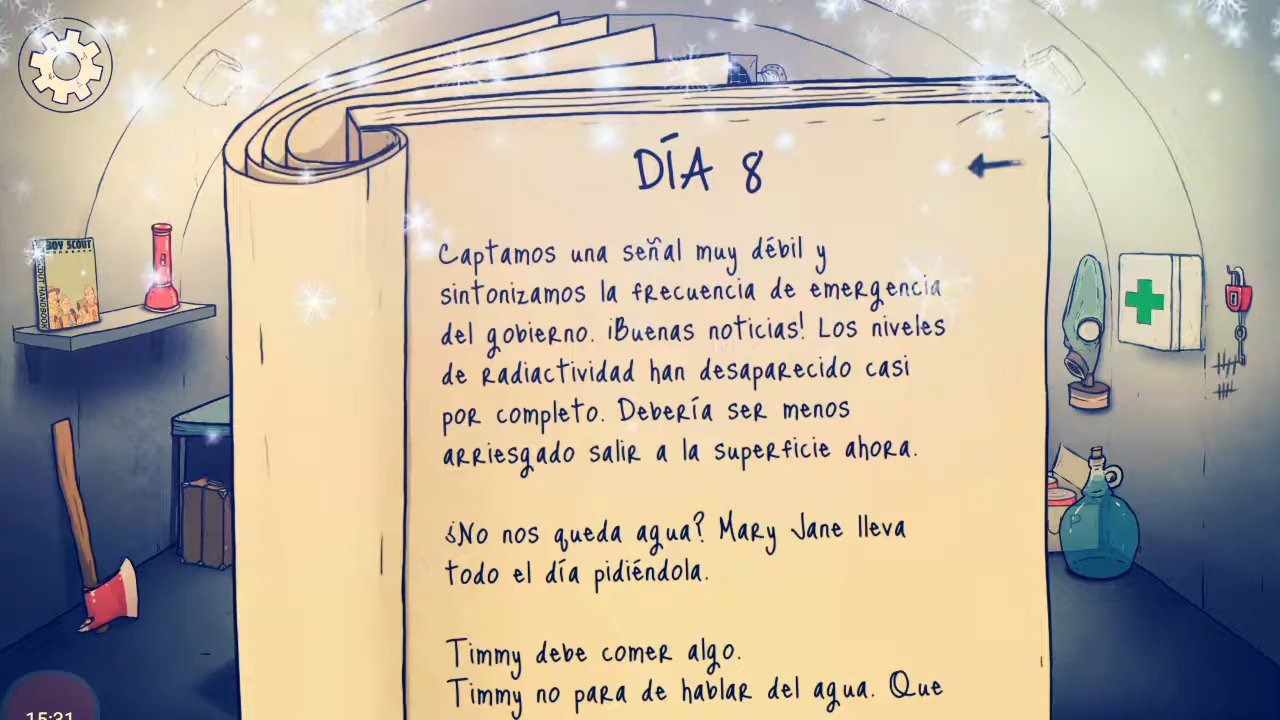 DÍA 8
Captamos una señal muy débil y
sintonizamos la frecuencia de emergencia
del gobierno. ¡Buenas noticias! Los niveles
de radiactividad han desaparecido casi
por completo. Debería ser menos
arriesgado salir a la superficie ahora.
¿No nos queda agua? Mary Jane lleva
todo el día pidiéndola.
Timmy debe comer algo.
Timmy no para de hablar del agua. Que
BOY SCOUT
SCOUT HANDBOOK
15:31